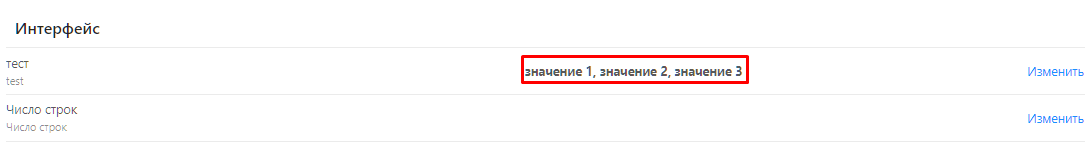 Интерфейс
тест
test
значение 1, значение 2, значение 3
Изменить
Число строк
Число строк
Изменить